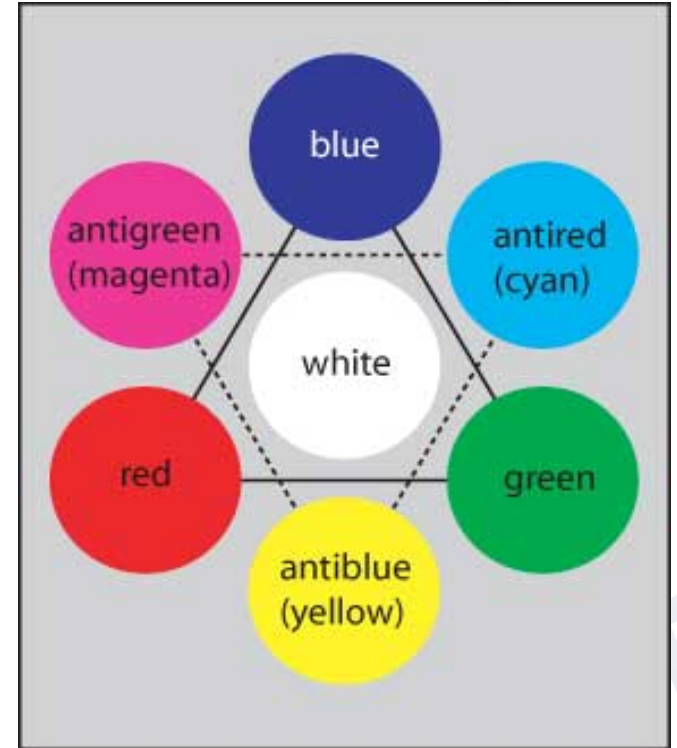 blue
antigreen
(magenta)
antired
(cyan)
white
red
green
antiblue
(yellow)